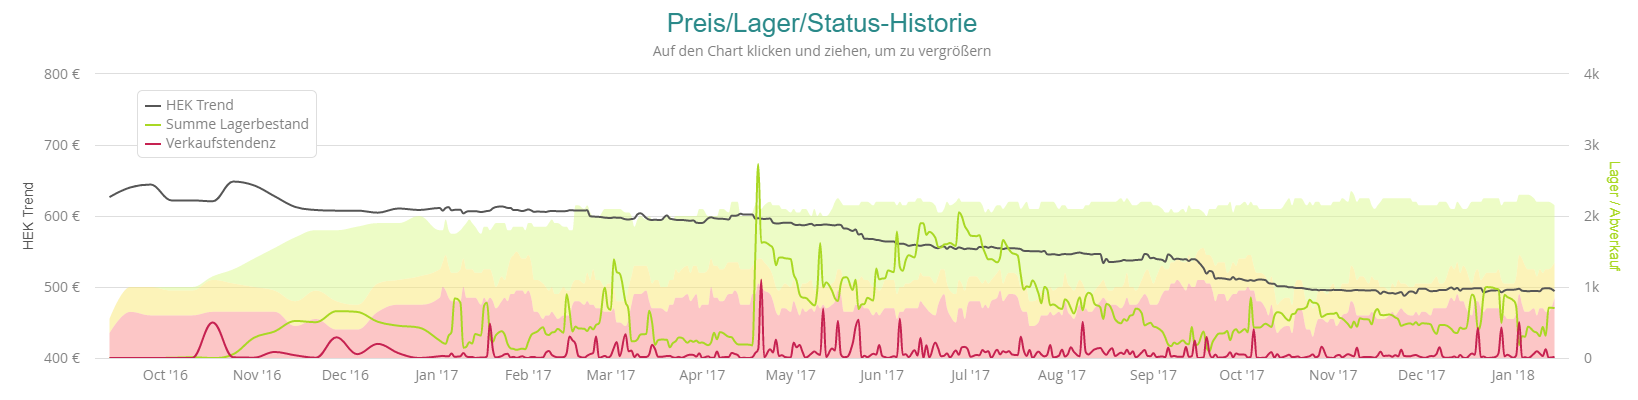 Preis/Lager/Status-Historie
Auf den Chart klicken und ziehen, um zu vergrößern
800 €
700 €
600 €
500 €
400 €
HEK Trend
HEK Trend
Summe Lagerbestand
Verkaufstendenz
4k
3k
2k
1k
0
Lager / Abverkauf
Oct '16
Nov '16
Dec '16
Jan '17
Feb '17
Mar '17
Apr '17
May '17
Jun '17
Jul '17
Aug '17
Sep '17
Oct '17
Nov '17
Dec '17
Jan '18